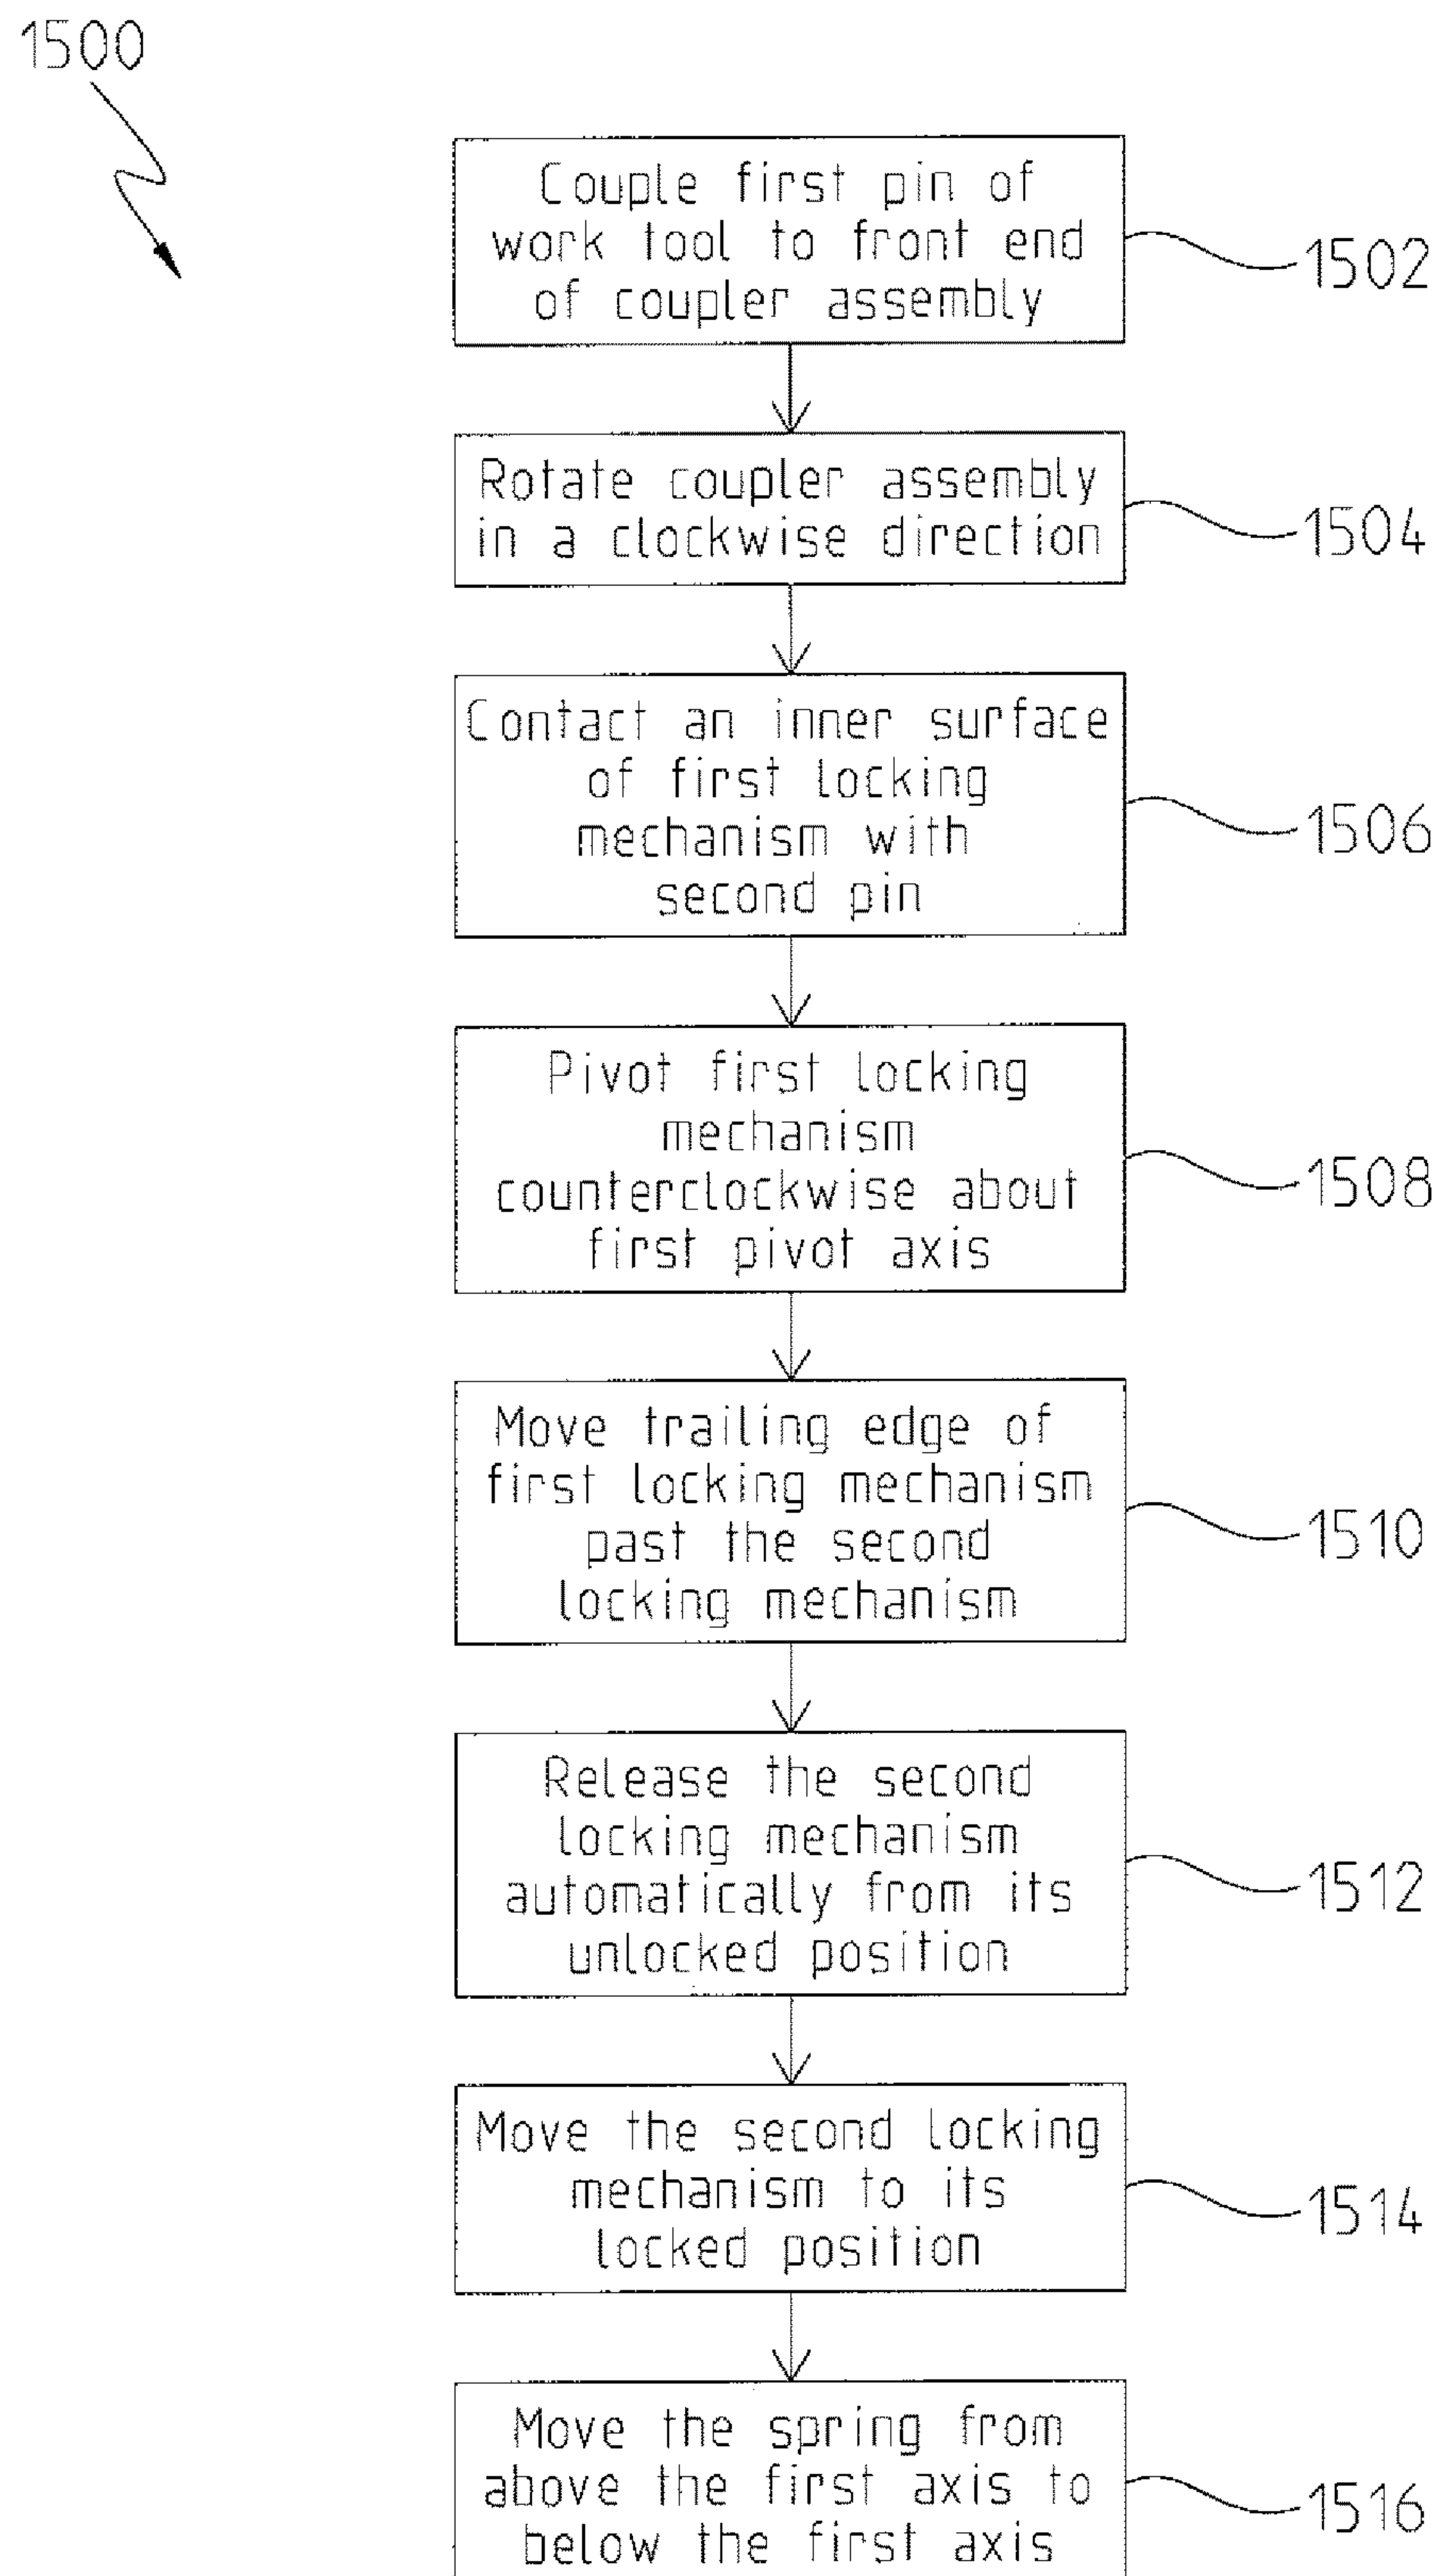 1500
Couple first pin of
work tool to front end
of coupler assembly
1502
Rotate coupler assembly
in a clockwise direction
1504
Contact an inner surface
of first locking
mechanism with
second pin
1506
Pivot first locking
mechanism
counterclockwise about
first pivot axis
1508
Move trailing edge of
first locking mechanism
past the second
locking mechanism
1510
Release the second
locking mechanism
automatically from its
unlocked position
1512
Move the second locking
mechanism to its
locked position
1514
Move the spring from
above the first axis to
below the first axis
1516